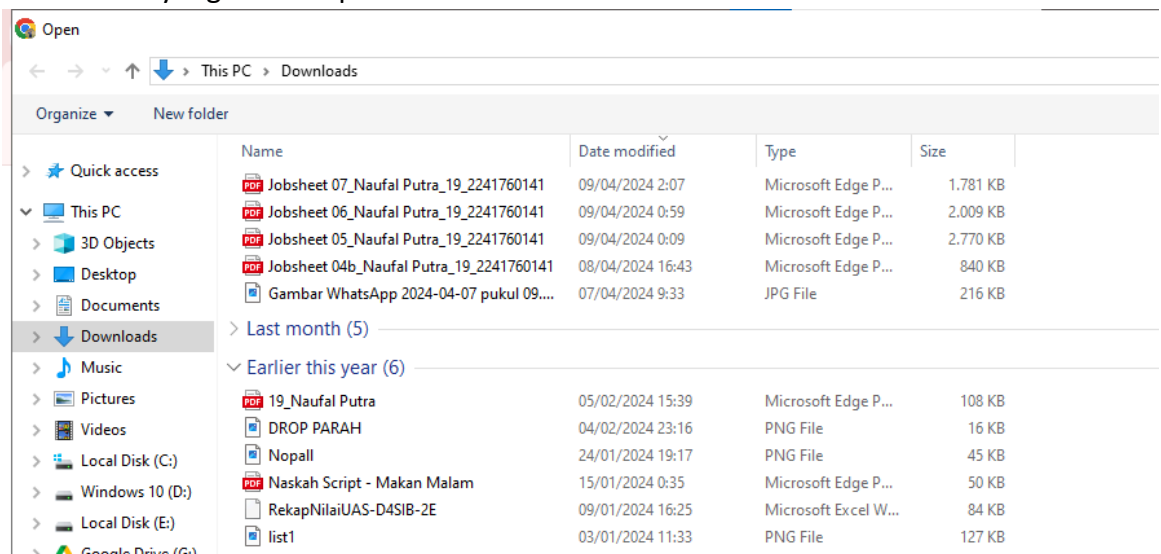 Open
This PC > Downloads
Organize New folder
Name Date modified Type Size
Quick access
This PC
3D Objects
Desktop
Documents
Downloads
Music
Pictures
Videos
Local Disk (C:)
Windows 10 (D:)
Local Disk (E:)
Google Drive (G:)
PDF Jobsheet 07_Naufal Putra_19_2241760141 09/04/2024 2:07 Microsoft Edge P... 1.781 KB
PDF Jobsheet 06_Naufal Putra_19_2241760141 09/04/2024 0:59 Microsoft Edge P... 2.009 KB
PDF Jobsheet 05_Naufal Putra_19_2241760141 09/04/2024 0:09 Microsoft Edge P... 2.770 KB
PDF Jobsheet 04b_Naufal Putra_19_2241760141 08/04/2024 16:43 Microsoft Edge P... 840 KB
Gambar WhatsApp 2024-04-07 pukul 09.... 07/04/2024 9:33 JPG File 216 KB
Last month (5)
Earlier this year (6)
PDF 19_Naufal Putra 05/02/2024 15:39 Microsoft Edge P... 108 KB
DROP PARAH 04/02/2024 23:16 PNG File 16 KB
Nopall 24/01/2024 19:17 PNG File 45 KB
PDF Naskah Script - Makan Malam 15/01/2024 0:35 Microsoft Edge P... 50 KB
RekapNilaiUAS-D4SIB-2E 09/01/2024 16:25 Microsoft Excel W... 84 KB
list1 03/01/2024 11:33 PNG File 127 KB